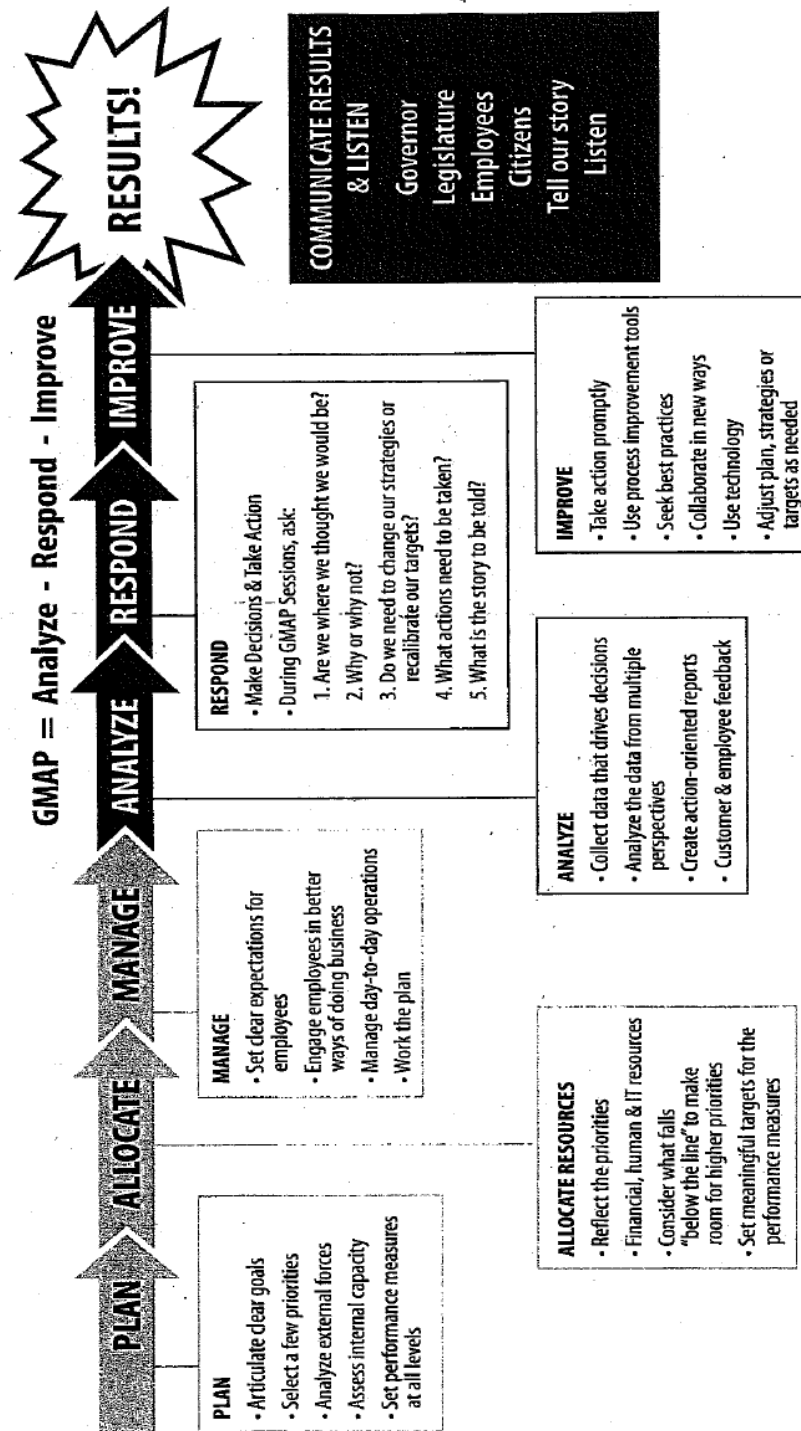 GMAP = Analyze - Respond - Improve
PLAN
ALLOCATE
MANAGE
ANALYZE
RESPOND
IMPROVE
RESULTS!
PLAN
• Articulate clear goals
• Select a few priorities
• Analyze external forces
• Assess internal capacity
• Set performance measures
at all levels
MANAGE
• Set clear expectations for
employees
• Engage employees in better
ways of doing business
• Manage day-to-day operations
• Work the plan
RESPOND
• Make Decisions & Take Action
• During GMAP Sessions, ask:
1. Are we where we thought we would be?
2. Why or why not?
3. Do we need to change our strategies or
recalibrate our targets?
4. What actions need to be taken?
5. What is the story to be told?
COMMUNICATE RESULTS
& LISTEN
Governor
Legislature
Employees
Citizens
Tell our story
Listen
ALLOCATE RESOURCES
• Reflect the priorities
• Financial, human & IT resources
• Consider what falls
"below the line" to make
room for higher priorities
• Set meaningful targets for the
performance measures
ANALYZE
• Collect data that drives decisions
• Analyze the data from multiple
perspectives
• Create action-oriented reports
• Customer & employee feedback
IMPROVE
• Take action promptly
• Use process improvement tools
• Seek best practices
• Collaborate in new ways
• Use technology
• Adjust plan, strategies or
targets as needed